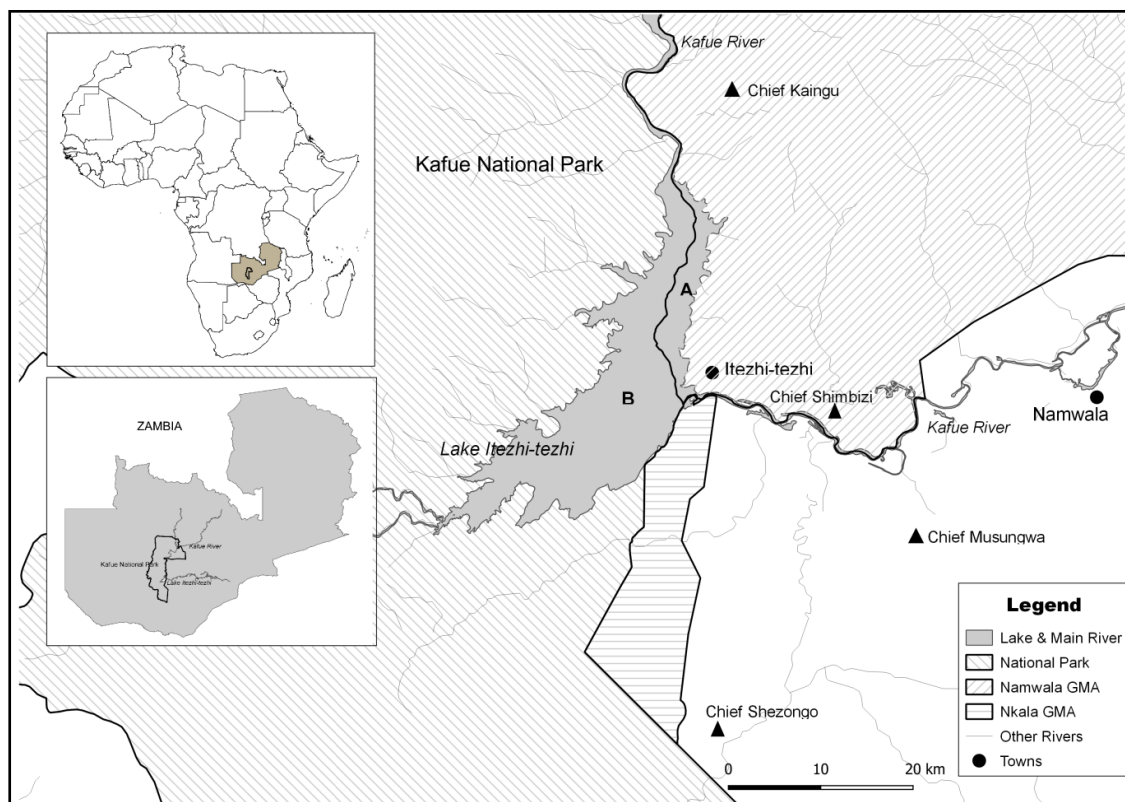 Kafue River
Chief Kaingu
Kafue National Park
A
Itezhi-tezhi
B
Chief Shimbizi
Namwala
Kafue River
Lake Itezhi-tezhi
ZAMBIA
Kafue River
Kafue National Park
Lake Itezhi-tezhi
Chief Musungwa
Legend
Lake & Main River
National Park
Namwala GMA
Nkala GMA
Other Rivers
Towns
Chief Shezongo
0 10 20 km